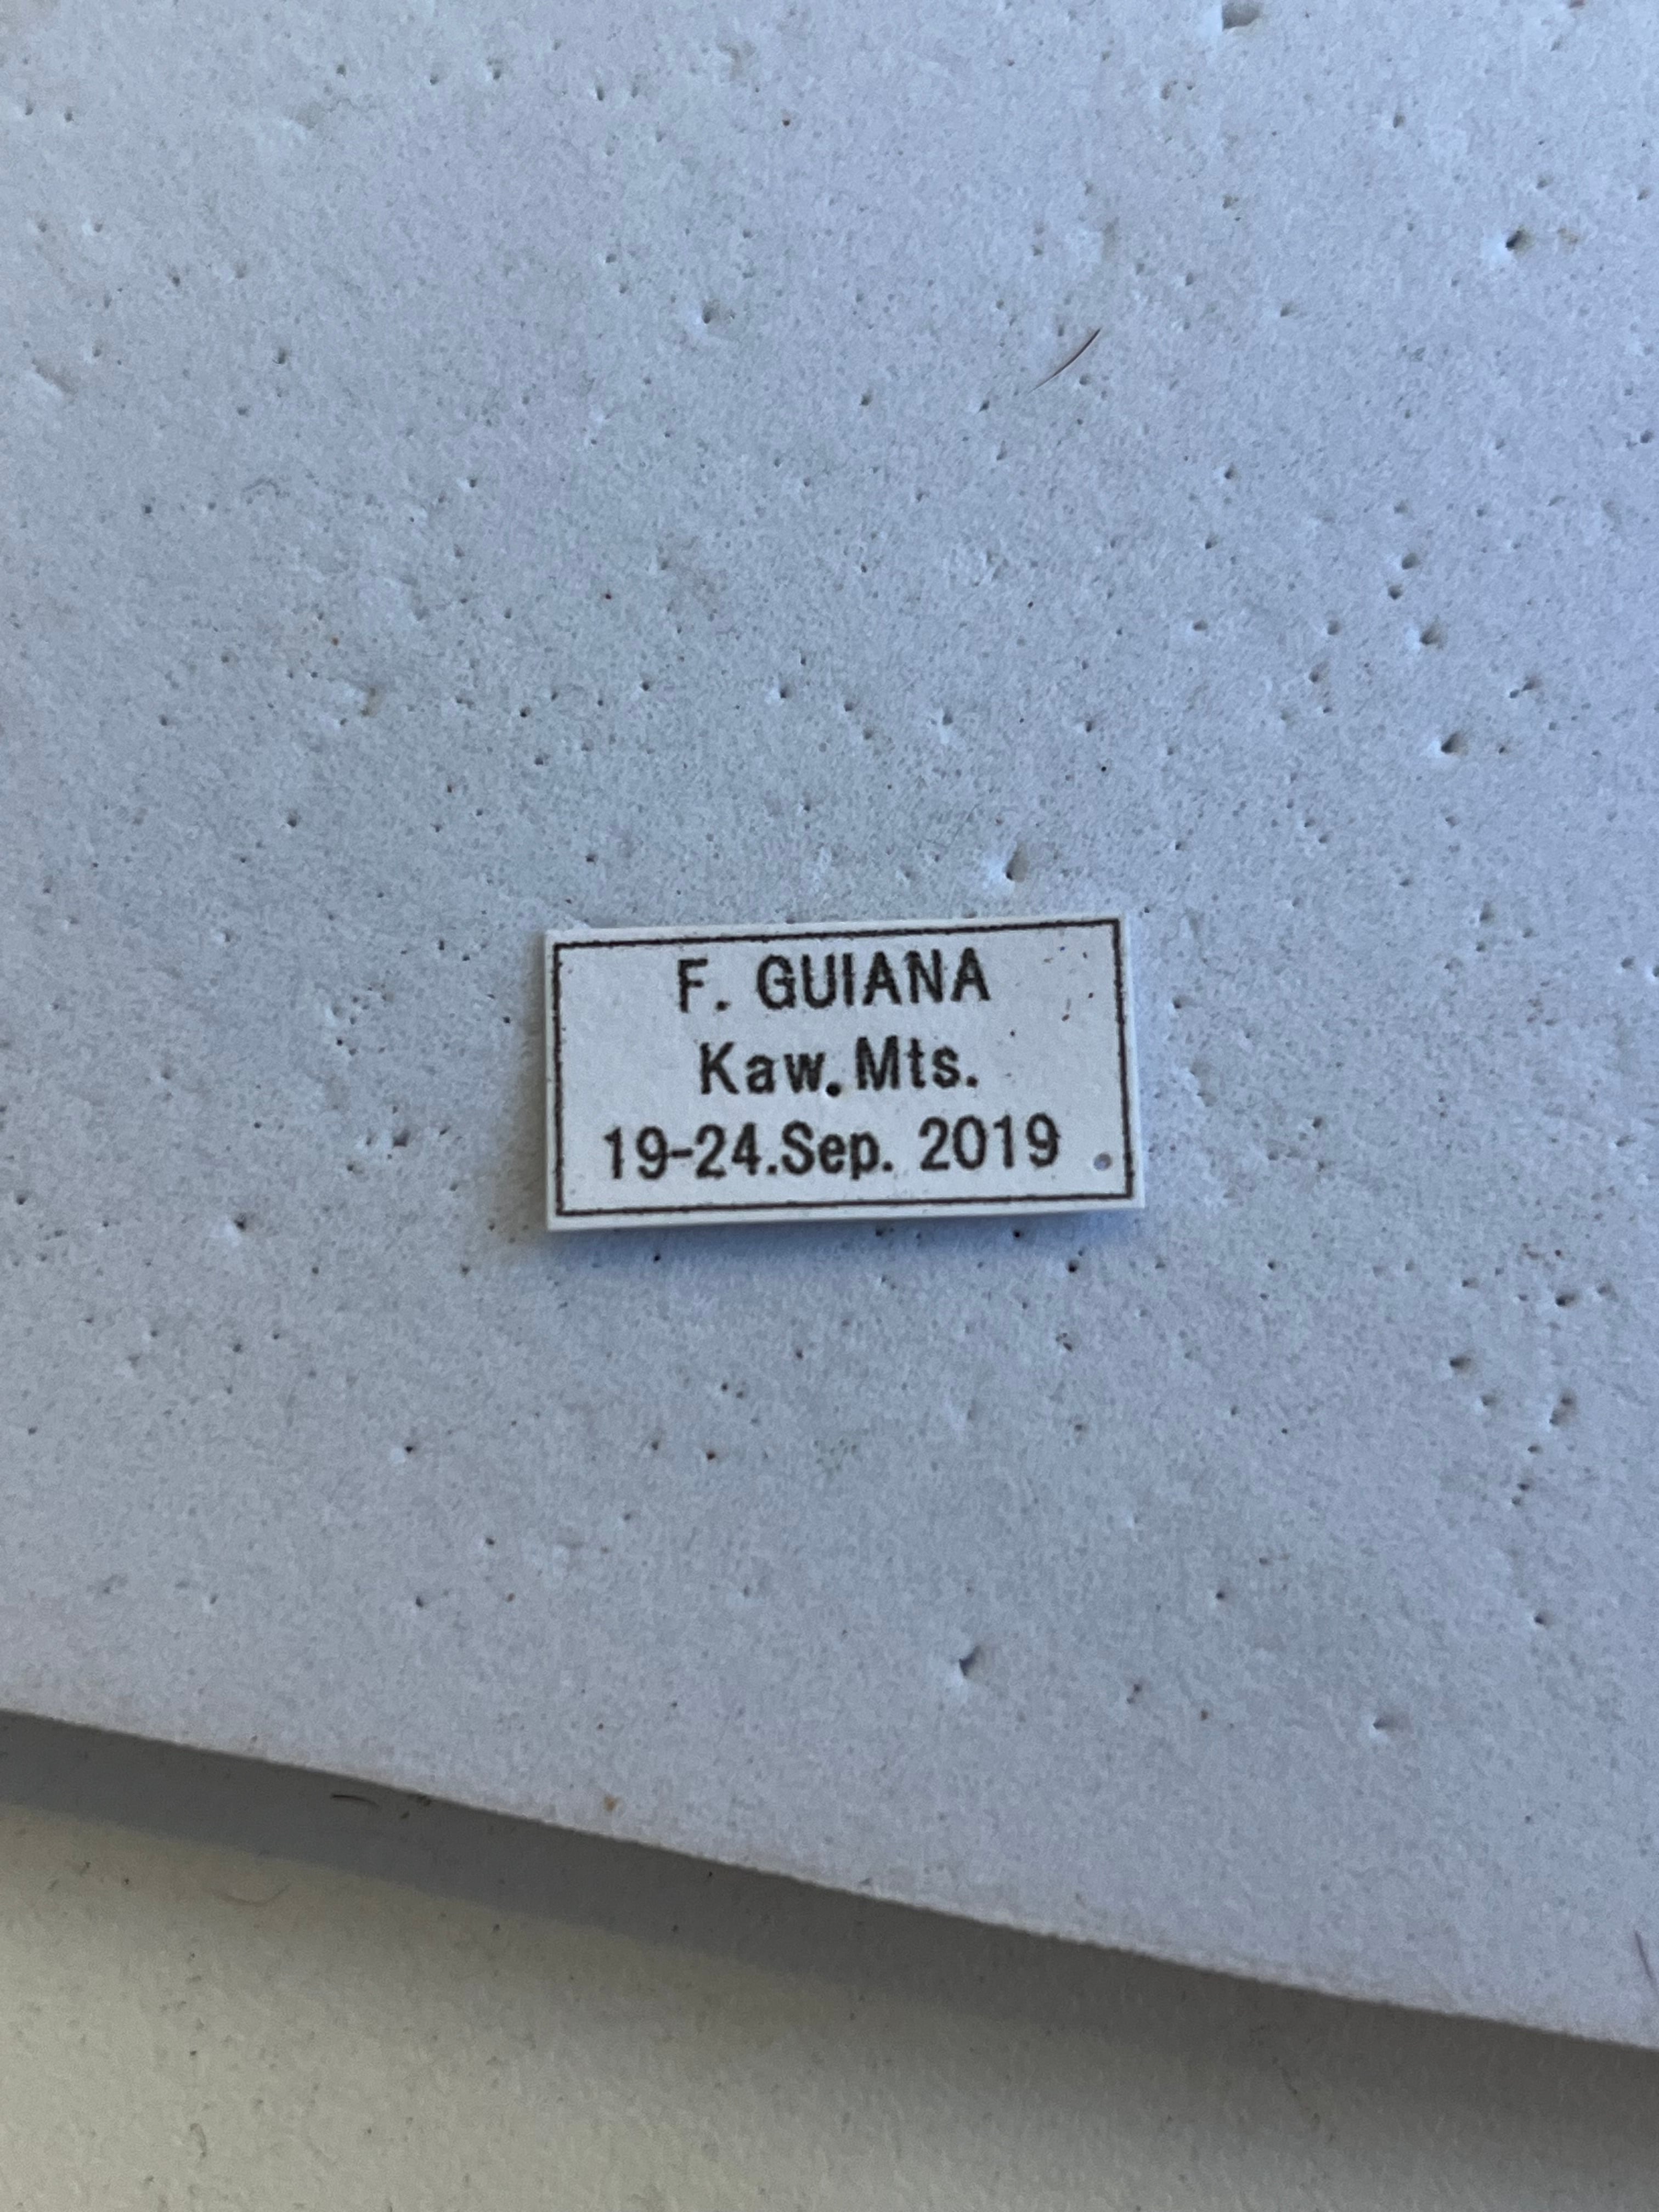 F. GUIANA
Kaw. Mts.
19-24.Sep. 2019